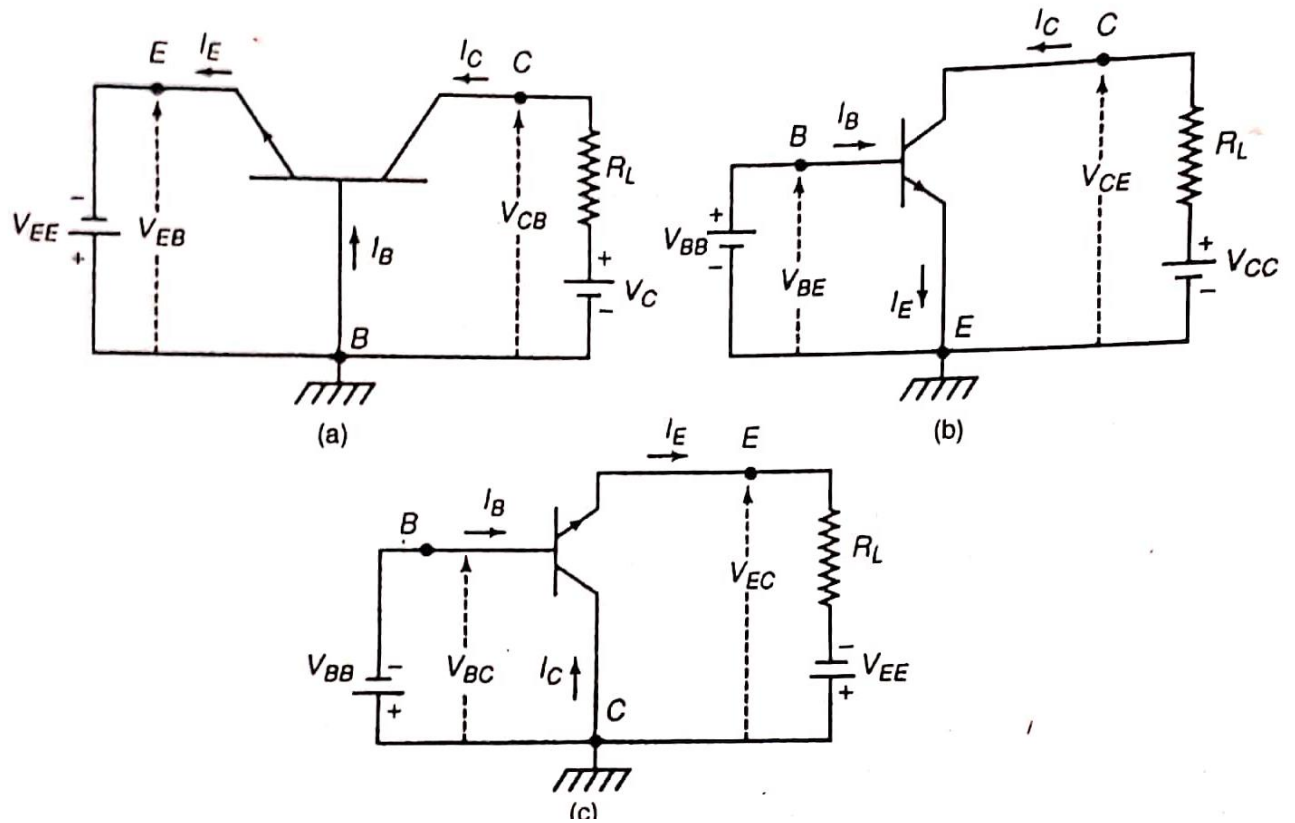 E I_E I_C C
V_EE - + V_EB I_B V_CB R_L + - V_C
B
(a)
I_C C
B I_B R_L
V_BB + - V_BE V_CE + - V_CC
I_E E
(b)
I_E E
B I_B R_L
V_BB - + V_BC I_C V_EC - + V_EE
C
(c)